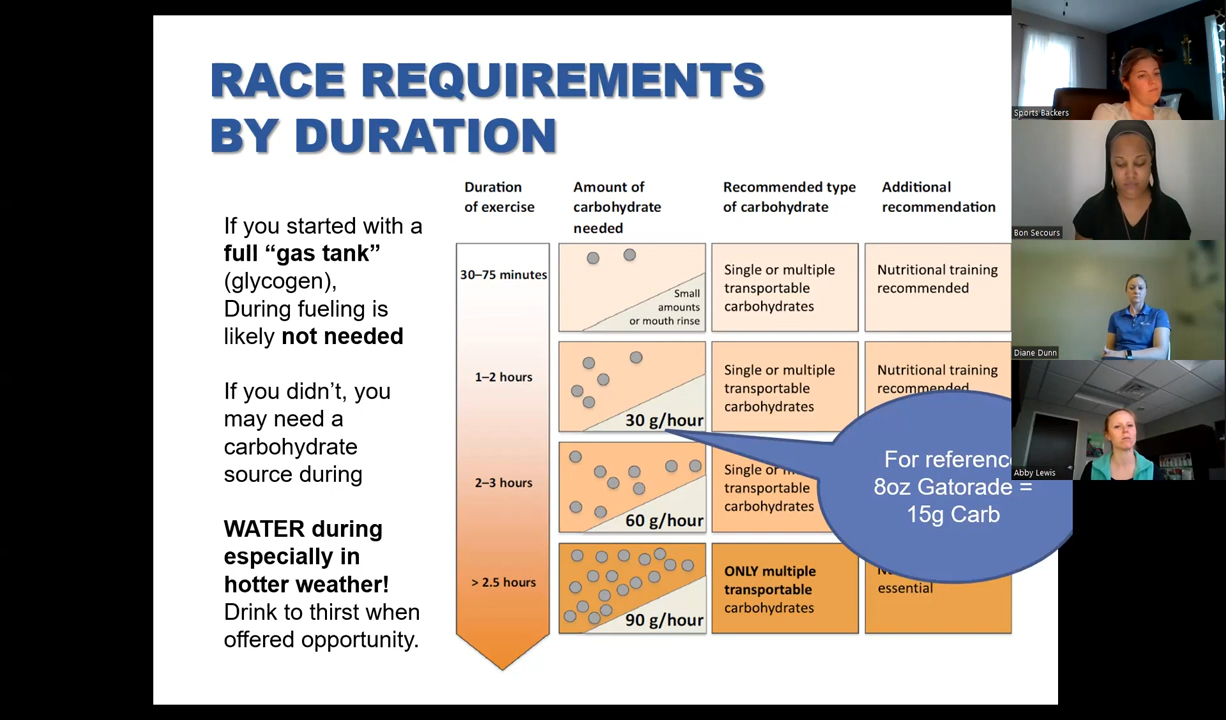 RACE REQUIREMENTS
BY DURATION
If you started with a
full “gas tank”
(glycogen),
During fueling is
likely not needed
If you didn’t, you
may need a
carbohydrate
source during
WATER during
especially in
hotter weather!
Drink to thirst when
offered opportunity.
Duration
of exercise
Amount of
carbohydrate
needed
Recommended type
of carbohydrate
Additional
recommendation
30–75 minutes
Small
amounts
or mouth rinse
Single or multiple
transportable
carbohydrates
Nutritional training
recommended
1–2 hours
30 g/hour
Single or multiple
transportable
carbohydrates
Nutritional training
recommended
2–3 hours
60 g/hour
Single or
transportable
carbohydrates
> 2.5 hours
90 g/hour
ONLY multiple
transportable
carbohydrates
essential
For reference
8oz Gatorade =
15g Carb
Sports Backers
Bon Secours
Diane Dunn
Abby Lewis